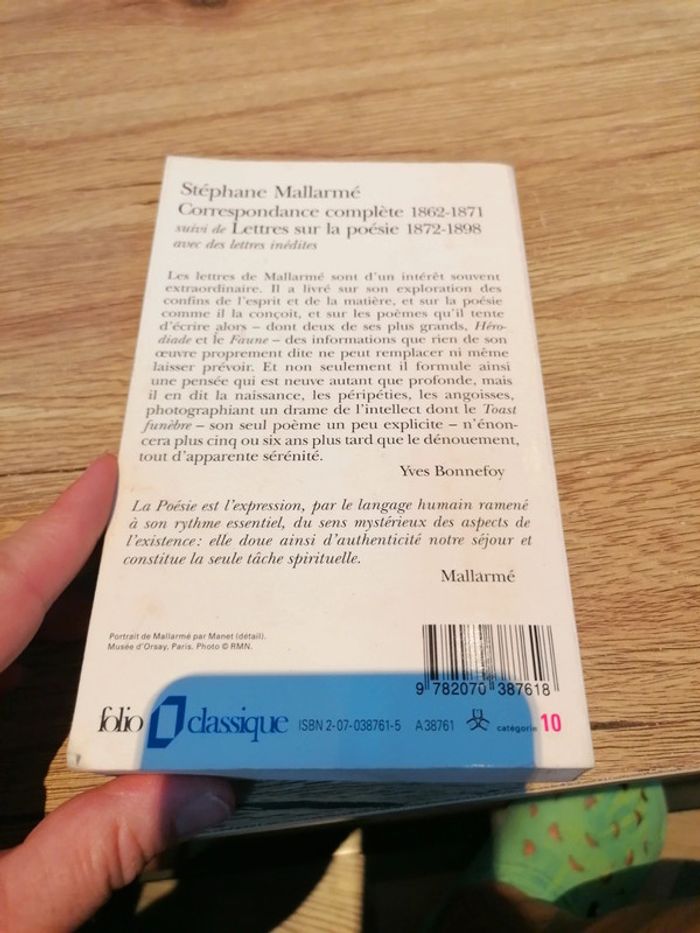 Stéphane Mallarmé
Correspondance complète 1862-1871
suivi de Lettres sur la poésie 1872-1898
avec des lettres inédites
Les lettres de Mallarmé sont d'un intérêt souvent
extraordinaire. Il a livré sur son exploration des
confins de l'esprit et de la matière, et sur la poésie
comme il la conçoit, et sur les poèmes qu'il tente
d'écrire alors – dont deux de ses plus grands, Héro-
diade et le Faune – des informations que rien de son
œuvre proprement dite ne peut remplacer ni même
laisser prévoir. Et non seulement il formule ainsi
une pensée qui est neuve autant que profonde, mais
il en dit la naissance, les péripéties, les angoisses,
photographiant un drame de l'intellect dont le Toast
funèbre – son seul poème un peu explicite – n'énon-
cera plus cinq ou six ans plus tard que le dénouement,
tout d'apparente sérénité.
Yves Bonnefoy
La Poésie est l'expression, par le langage humain ramené
à son rythme essentiel, du sens mystérieux des aspects de
l'existence : elle doue ainsi d'authenticité notre séjour et
constitue la seule tâche spirituelle.
Mallarmé
Portrait de Mallarmé par Manet (détail).
Musée d'Orsay, Paris. Photo © RMN.
9 782070 387618
folio classique ISBN 2-07-038761-5 A 38761 catégorie 10